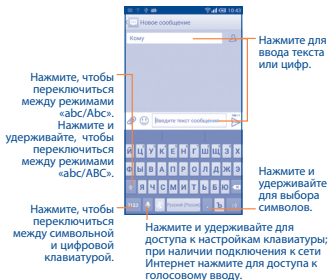 10:43
Новое сообщение
Кому
Нажмите для
ввода текста
или цифр.
Нажмите, чтобы
переключиться
между режимами
«abc/Abc».
Нажмите и
удерживайте, чтобы
переключиться
между режимами
«abc/ABC».
Введите текст сообщения
Й Ц У К Е Н Г Ш Щ З Х
Ф Ы В А П Р О Л Д Ж Э
Я Ч С М И Т Ь Б Ю
?123
Русский (Россия)
Ъ
Нажмите и
удерживайте
для выбора
символов.
Нажмите, чтобы
переключиться
между символьной
и цифровой
клавиатурой.
Нажмите и удерживайте для
доступа к настройкам клавиатуры;
при наличии подключения к сети
Интернет нажмите для доступа к
голосовому вводу.